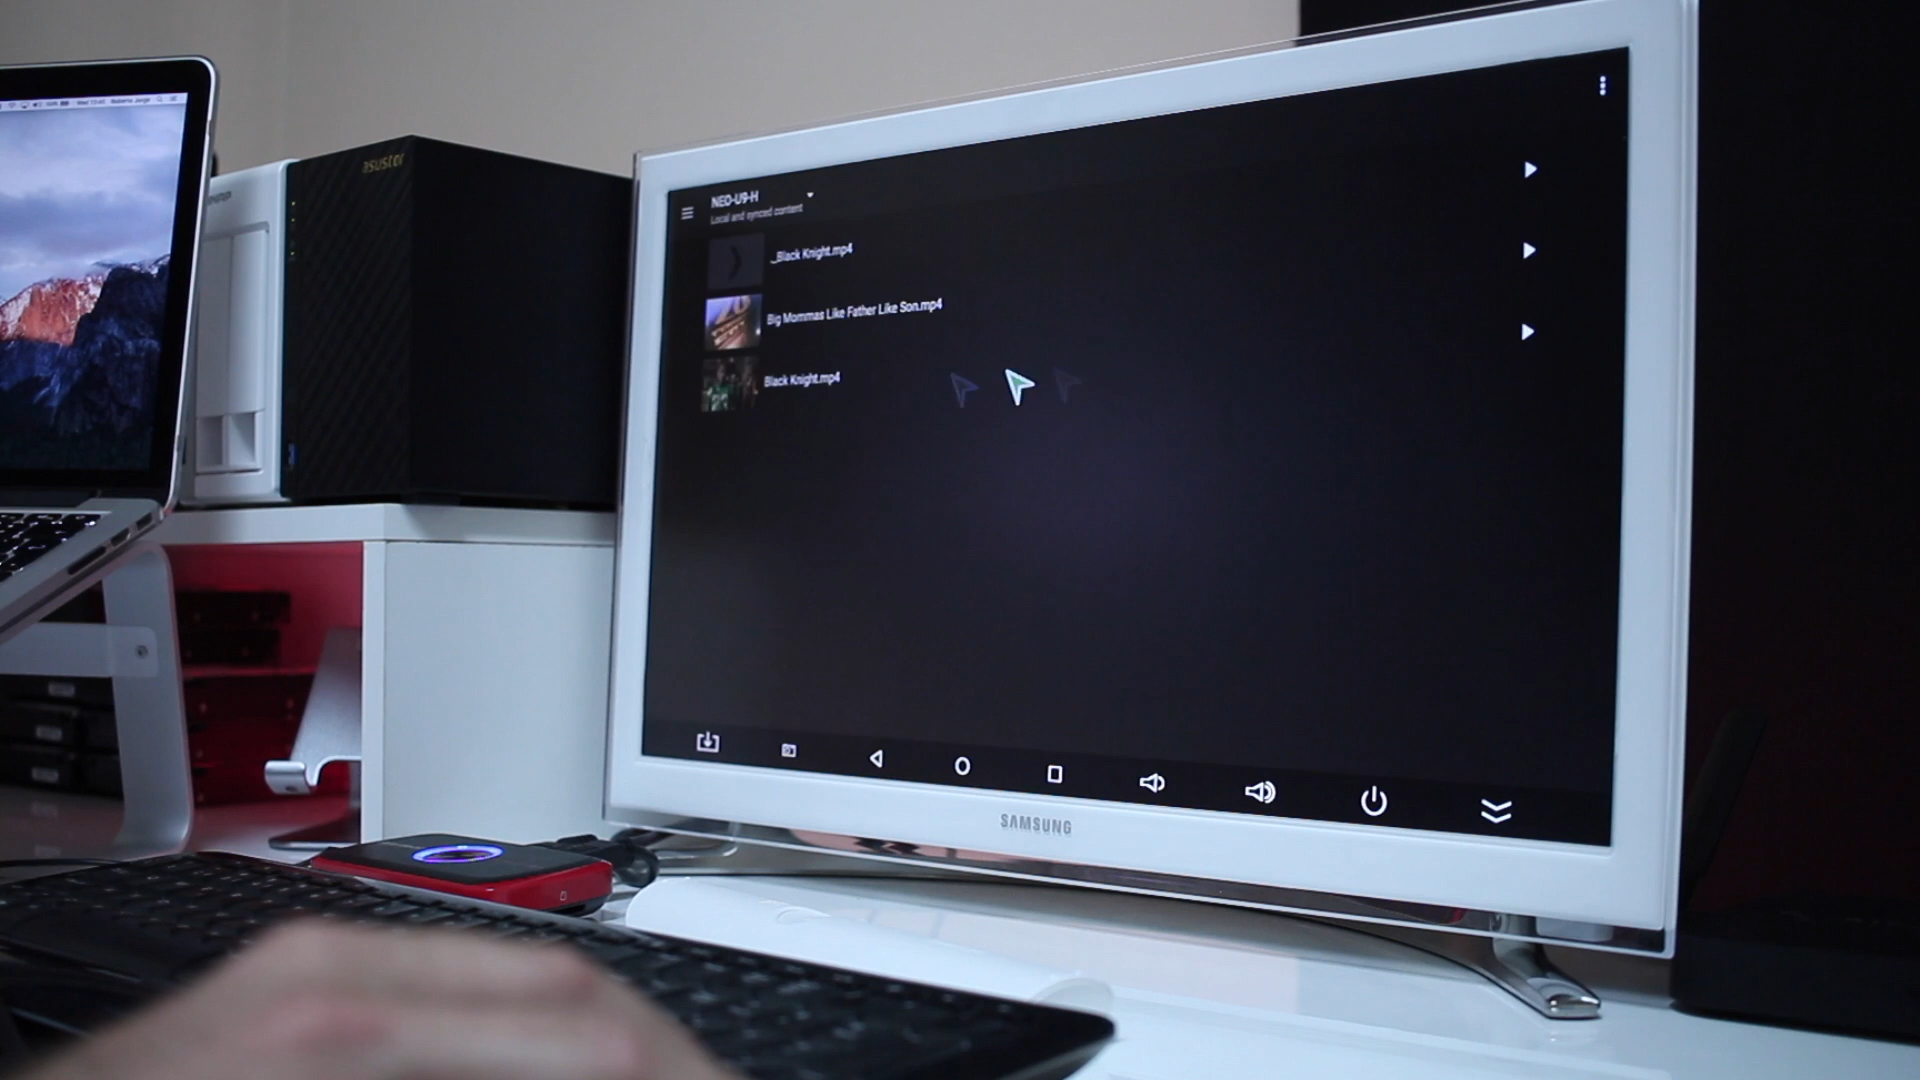 asustor
NEO-U9-H
Local and synced content
_Black Knight.mp4
Big Mommas Like Father Like Son.mp4
Black Knight.mp4
SAMSUNG